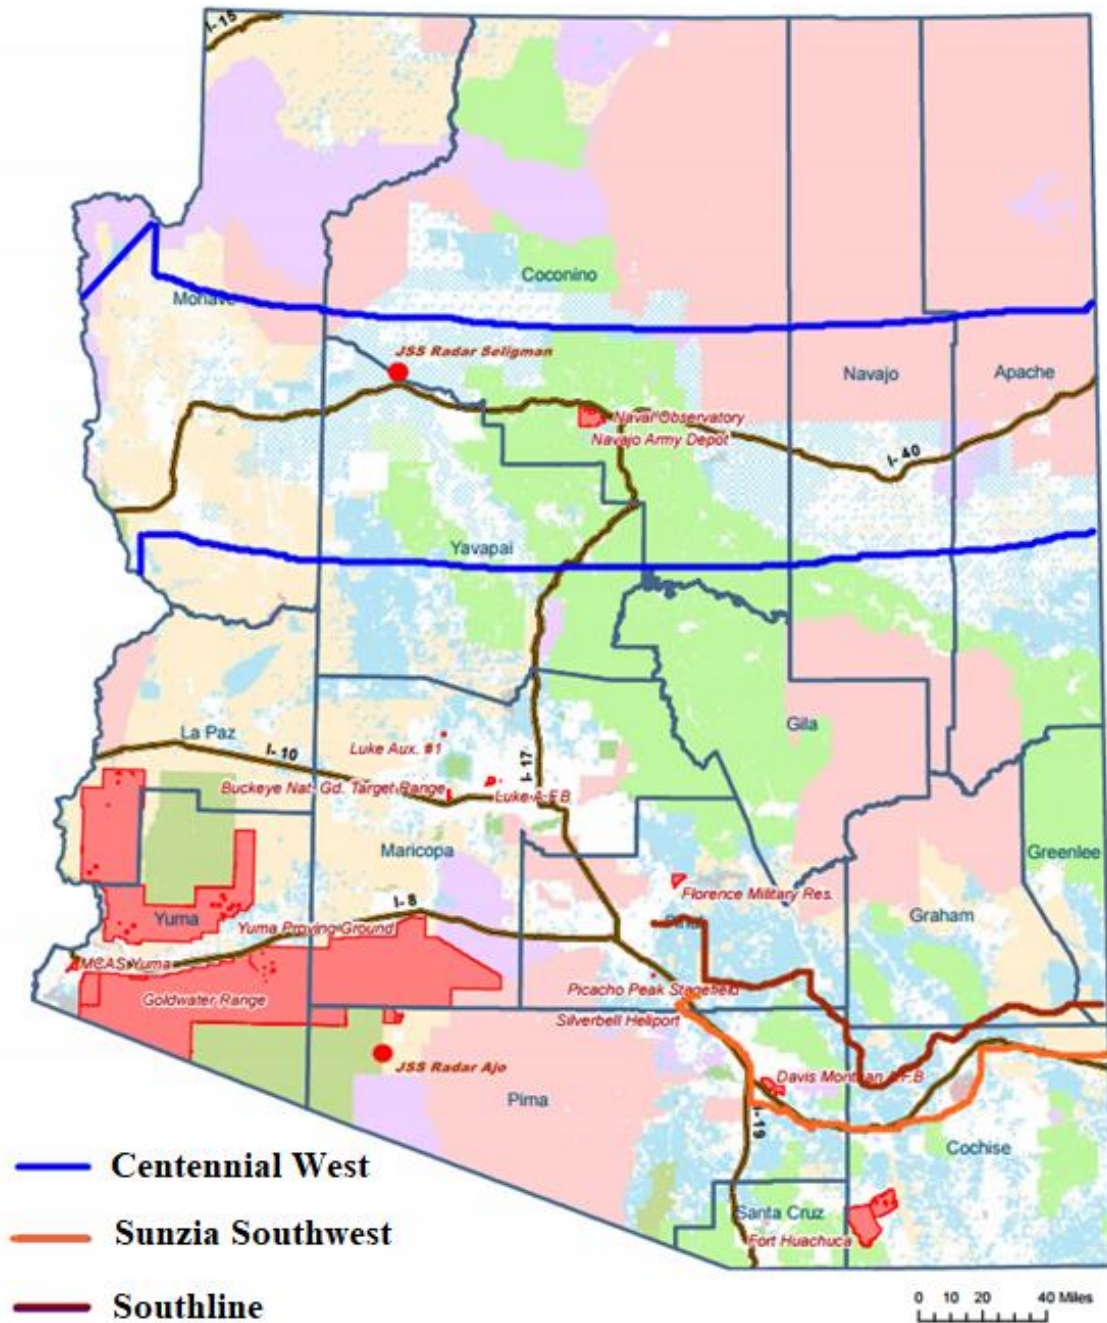 I-15
Coconino
Mohave
JSS Radar Seligman
Navajo
Apache
Naval Observatory
Navajo Army Depot
I-40
Yavapai
Gila
La Paz
I-10
Luke Aux. #1
I-17
Buckeye Nat. Gd. Target Range
Luke A.F.B
Maricopa
Greenlee
Florence Military Res.
I-8
Yuma
Yuma Proving Ground
Graham
Pinal
MCAS Yuma
Goldwater Range
Picacho Peak Stagefield
Silverbell Heliport
JSS Radar Ajo
Davis Monthan A.F.B
Pima
I-19
Cochise
Centennial West
Santa Cruz
Sunzia Southwest
Fort Huachuca
Southline
0 10 20 40 Miles